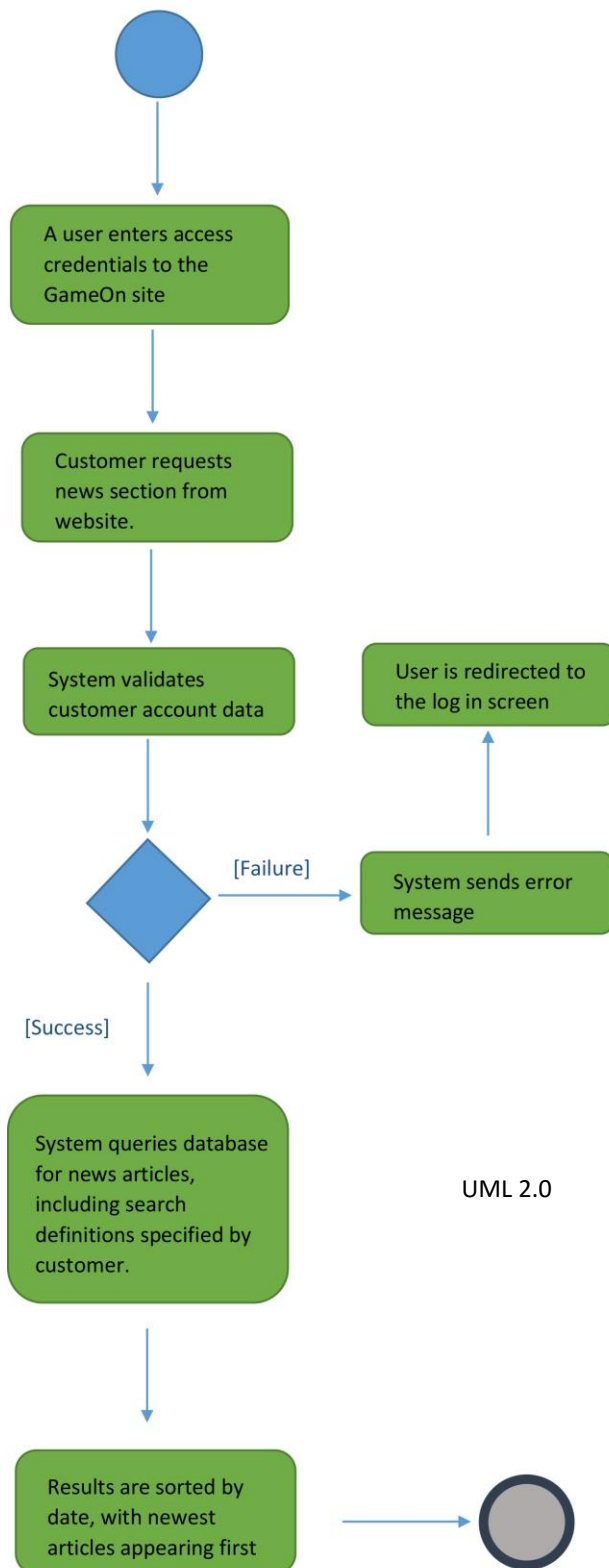 A user enters access
credentials to the
GameOn site
Customer requests
news section from
website.
System validates
customer account data
User is redirected to
the log in screen
[Failure]
System sends error
message
[Success]
System queries database
for news articles,
including search
definitions specified by
customer.
UML 2.0
Results are sorted by
date, with newest
articles appearing first